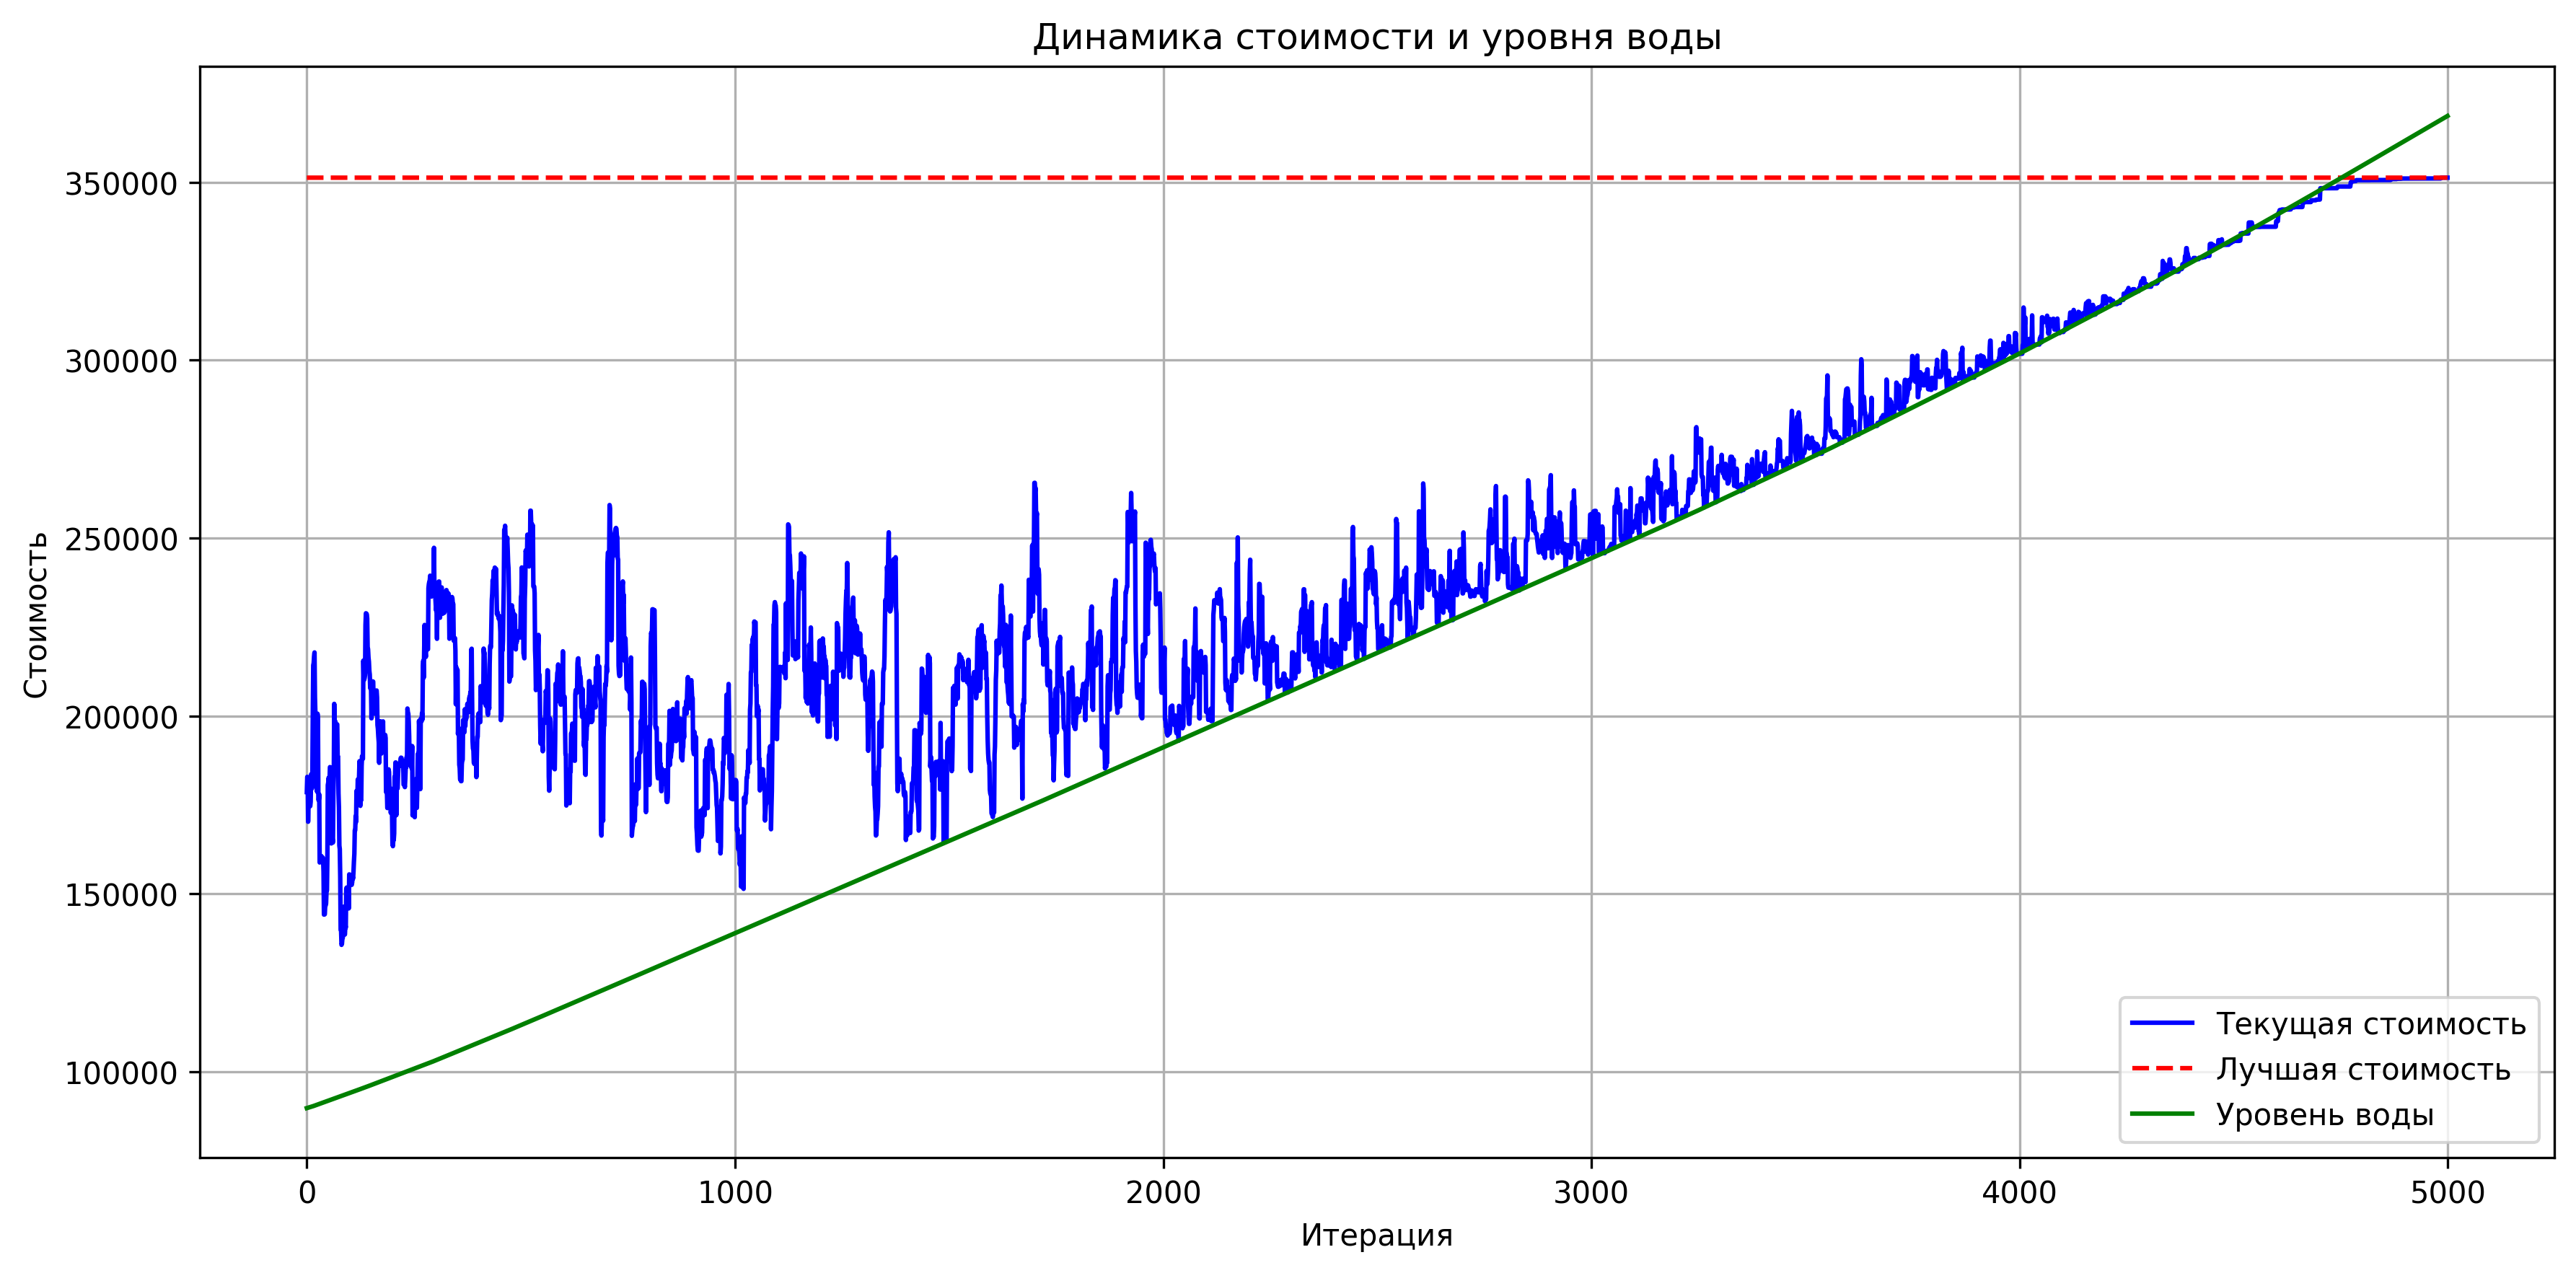 Динамика стоимости и уровня воды
Стоимость
350000
300000
250000
200000
150000
100000
0 1000 2000 3000 4000 5000
Итерация
Текущая стоимость
Лучшая стоимость
Уровень воды